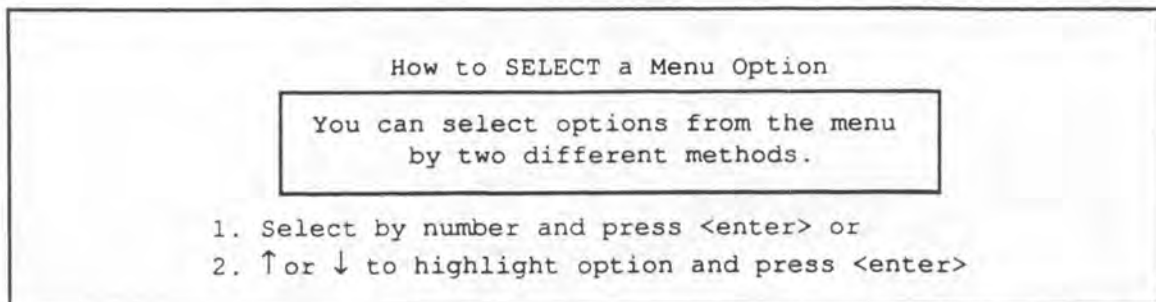 How to SELECT a Menu Option
You can select options from the menu
by two different methods.
1. Select by number and press <enter> or
2. ↑ or ↓ to highlight option and press <enter>